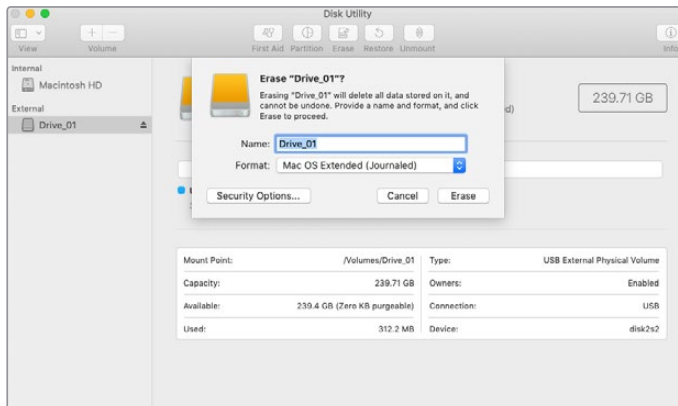 Disk Utility
View
Volume
First Aid Partition Erase Restore Unmount
Info
Internal
Macintosh HD
External
Drive_01
Erase "Drive_01"?
Erasing "Drive_01" will delete all data stored on it, and
cannot be undone. Provide a name and format, and click
Erase to proceed.
239.71 GB
Name: Drive_01
Format: Mac OS Extended (Journaled)
Security Options... Cancel Erase
Mount Point: /Volumes/Drive_01 Type: USB External Physical Volume
Capacity: 239.71 GB Owners: Enabled
Available: 239.4 GB (Zero KB purgeable) Connection: USB
Used: 312.2 MB Device: disk2s2